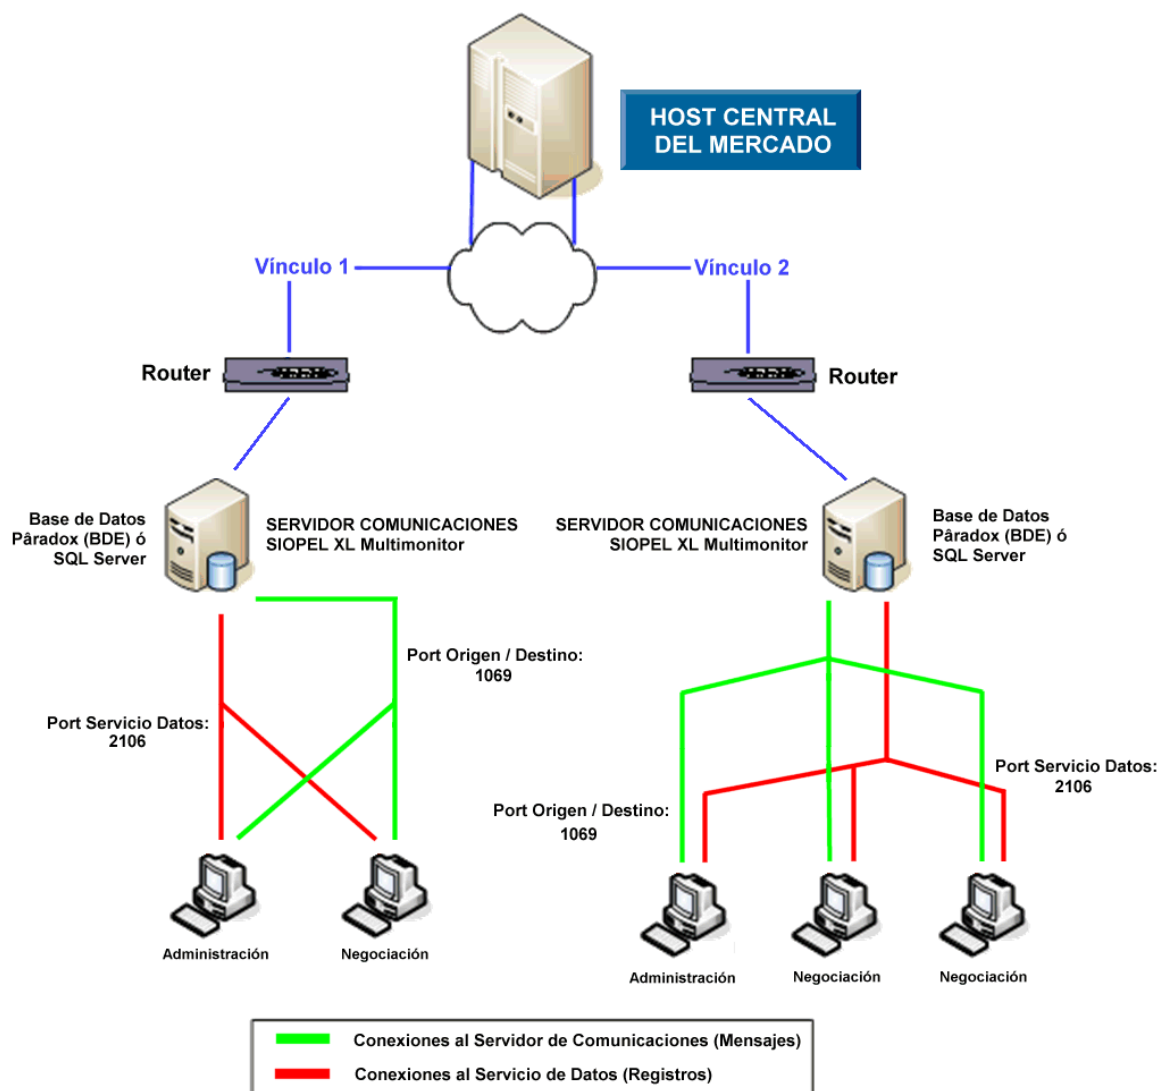 HOST CENTRAL
DEL MERCADO
Vínculo 1
Vínculo 2
Router
Router
Base de Datos
Pâradox (BDE) ó
SQL Server
SERVIDOR COMUNICACIONES
SIOPEL XL Multimonitor
SERVIDOR COMUNICACIONES
SIOPEL XL Multimonitor
Base de Datos
Pâradox (BDE) ó
SQL Server
Port Origen / Destino:
1069
Port Servicio Datos:
2106
Port Servicio Datos:
2106
Port Origen / Destino:
1069
Administración
Negociación
Administración
Negociación
Negociación
Conexiones al Servidor de Comunicaciones (Mensajes)
Conexiones al Servicio de Datos (Registros)